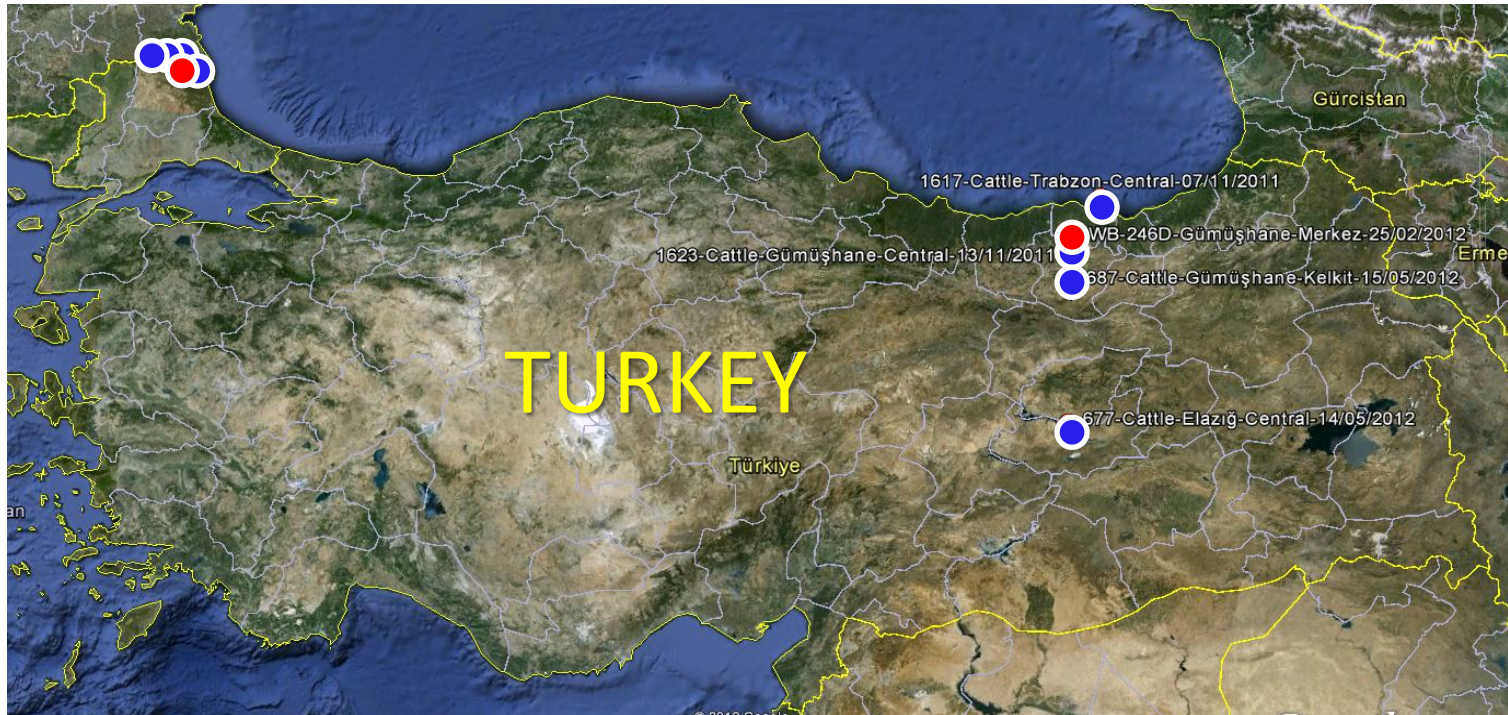 Gürcistan
1617-Cattle-Trabzon-Central-07/11/2011
WB-246D-Gümüşhane-Merkez-25/02/2012
1623-Cattle-Gümüşhane-Central-13/11/2011
Erme
687-Cattle-Gümüşhane-Kelkit-15/05/2012
TURKEY
677-Cattle-Elazığ-Central-14/05/2012
Türkiye
an